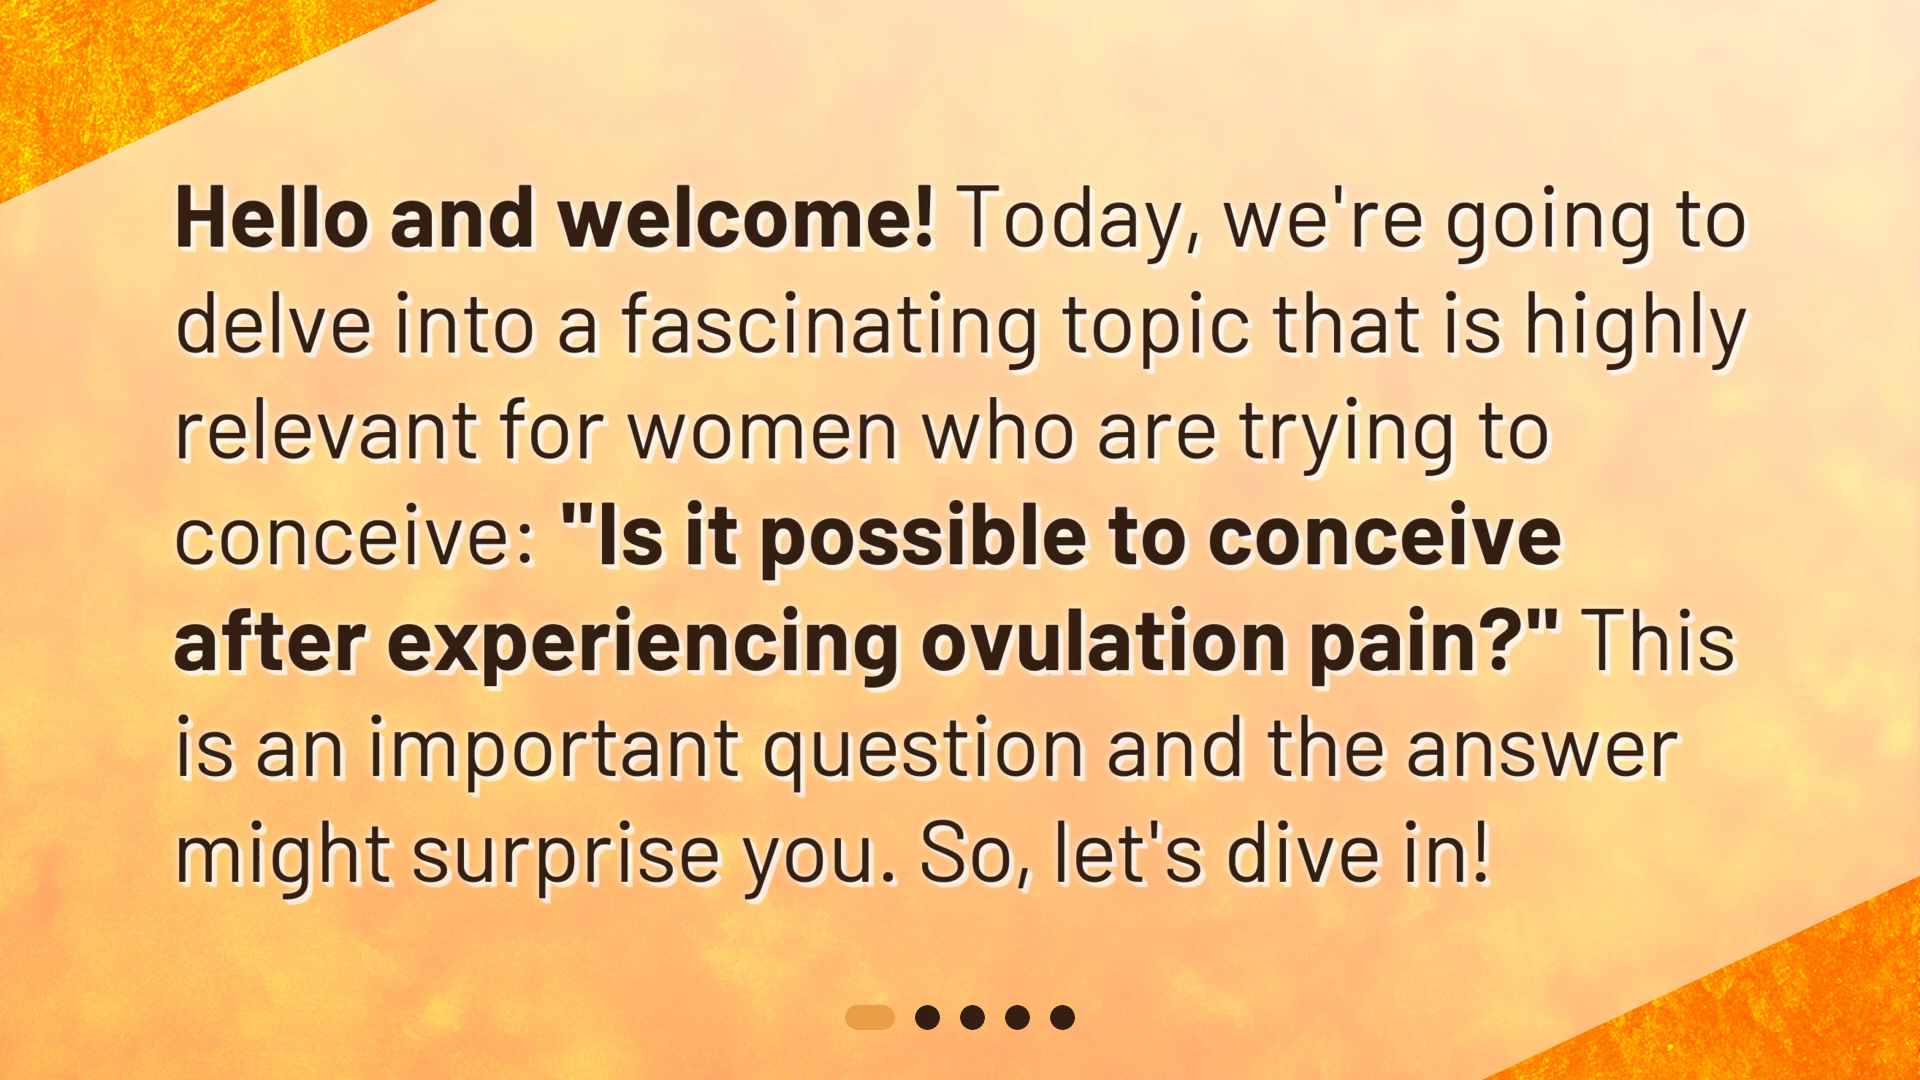 Hello and welcome! Today, we're going to
delve into a fascinating topic that is highly
relevant for women who are trying to
conceive: "Is it possible to conceive
after experiencing ovulation pain?" This
is an important question and the answer
might surprise you. So, let's dive in!